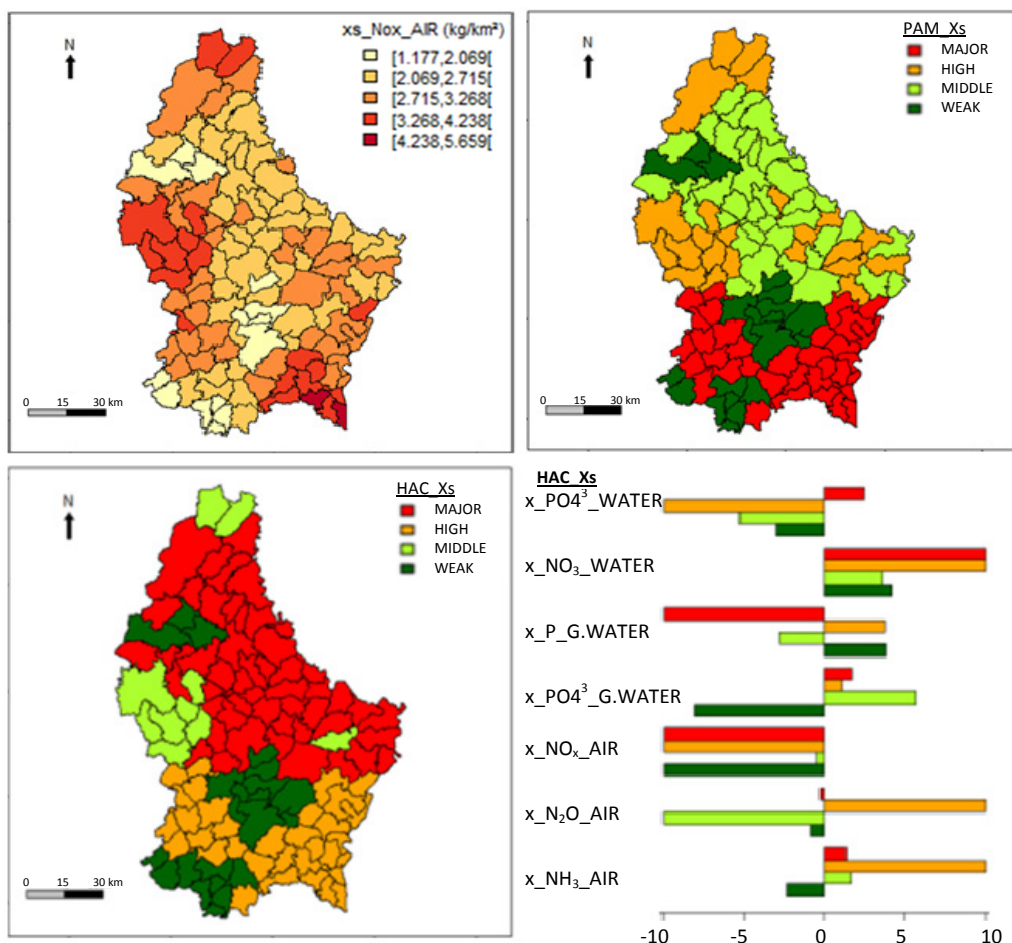 xs_Nox_AIR (kg/km²)
N
[1.177,2.069[
[2.069,2.715[
[2.715,3.268[
[3.268,4.238[
[4.238,5.659[
0 15 30 km
PAM_Xs
N
MAJOR
HIGH
MIDDLE
WEAK
0 15 30 km
HAC_Xs
N
MAJOR
HIGH
MIDDLE
WEAK
0 15 30 km
HAC_Xs
x_PO4³_WATER
x_NO₃_WATER
x_P_G.WATER
x_PO4³_G.WATER
x_NOₓ_AIR
x_N₂O_AIR
x_NH₃_AIR
-10 -5 0 5 10